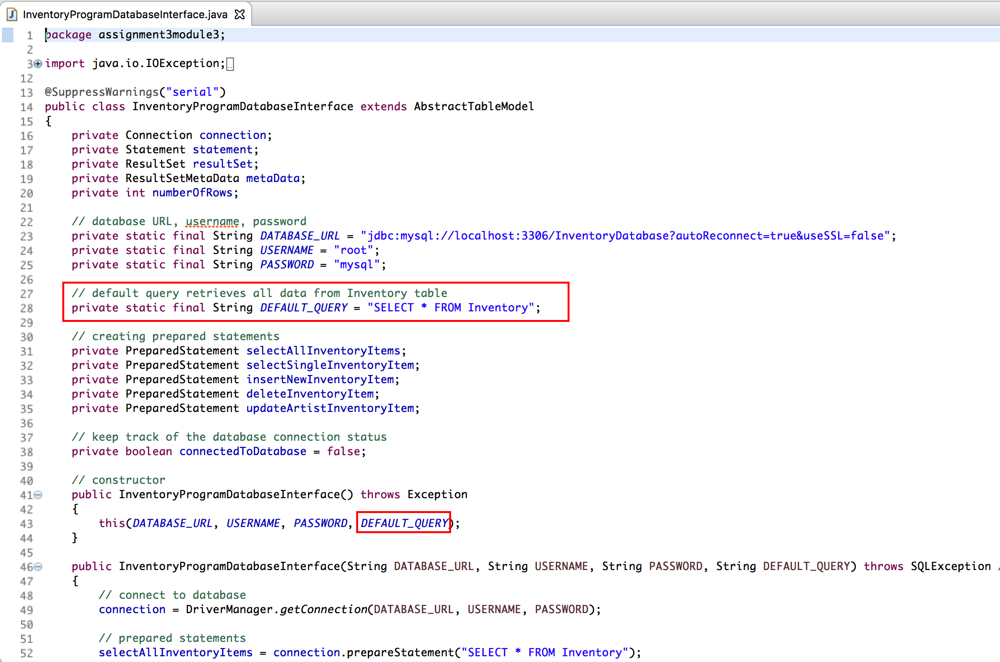 InventoryProgramDatabaseInterface.java
1 package assignment3module3;
2
3 import java.io.IOException;
12
13 @SuppressWarnings("serial")
14 public class InventoryProgramDatabaseInterface extends AbstractTableModel
15 {
16 private Connection connection;
17 private Statement statement;
18 private ResultSet resultSet;
19 private ResultSetMetaData metaData;
20 private int numberOfRows;
21
22 // database URL, username, password
23 private static final String DATABASE_URL = "jdbc:mysql://localhost:3306/InventoryDatabase?autoReconnect=true&useSSL=false";
24 private static final String USERNAME = "root";
25 private static final String PASSWORD = "mysql";
26
27 // default query retrieves all data from Inventory table
28 private static final String DEFAULT_QUERY = "SELECT * FROM Inventory";
29
30 // creating prepared statements
31 private PreparedStatement selectAllInventoryItems;
32 private PreparedStatement selectSingleInventoryItem;
33 private PreparedStatement insertNewInventoryItem;
34 private PreparedStatement deleteInventoryItem;
35 private PreparedStatement updateArtistInventoryItem;
36
37 // keep track of the database connection status
38 private boolean connectedToDatabase = false;
39
40 // constructor
41 public InventoryProgramDatabaseInterface() throws Exception
42 {
43 this(DATABASE_URL, USERNAME, PASSWORD, DEFAULT_QUERY);
44 }
45
46 public InventoryProgramDatabaseInterface(String DATABASE_URL, String USERNAME, String PASSWORD, String DEFAULT_QUERY) throws SQLException /
47 {
48 // connect to database
49 connection = DriverManager.getConnection(DATABASE_URL, USERNAME, PASSWORD);
50
51 // prepared statements
52 selectAllInventoryItems = connection.prepareStatement("SELECT * FROM Inventory");